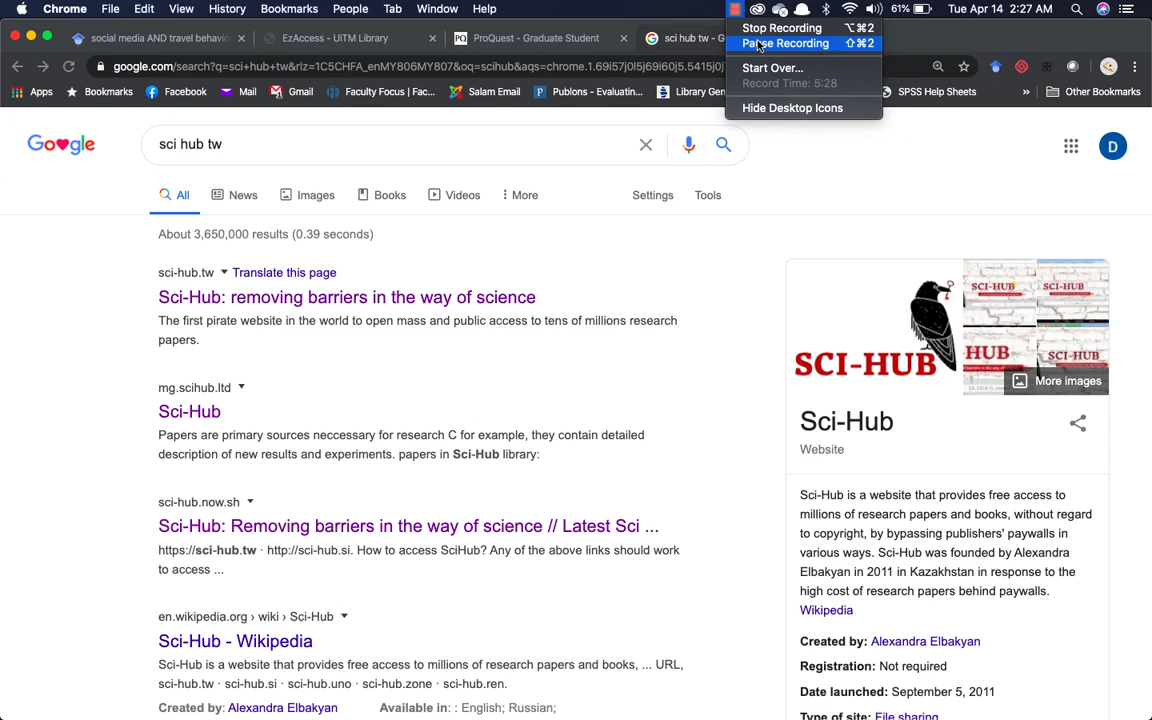 Chrome File Edit View History Bookmarks People Tab Window Help 61% Tue Apr 14 2:27 AM
Stop Recording ⌥⌘2
Pause Recording ⇧⌘2
Start Over...
Record Time: 5:28
Hide Desktop Icons
social media AND travel behavio EzAccess - UiTM Library PQ ProQuest - Graduate Student sci hub tw - G
google.com/search?q=sci+hub+tw&rlz=1C5CHFA_enMY806MY807&oq=scihub&aqs=chrome.1.69i57j0l5j69i60j5.5415j0j
Apps Bookmarks Facebook Mail Gmail Faculty Focus | Fac... Salam Email Publons - Evaluatin... Library Gen SPSS Help Sheets » Other Bookmarks
Google
sci hub tw
D
All News Images Books Videos More Settings Tools
About 3,650,000 results (0.39 seconds)
sci-hub.tw Translate this page
Sci-Hub: removing barriers in the way of science
The first pirate website in the world to open mass and public access to tens of millions research
papers.
mg.scihub.ltd
Sci-Hub
Papers are primary sources neccessary for research C for example, they contain detailed
description of new results and experiments. papers in Sci-Hub library:
sci-hub.now.sh
Sci-Hub: Removing barriers in the way of science // Latest Sci ...
https://sci-hub.tw · http://sci-hub.si. How to access SciHub? Any of the above links should work
to access ...
en.wikipedia.org › wiki › Sci-Hub
Sci-Hub - Wikipedia
Sci-Hub is a website that provides free access to millions of research papers and books, ... URL,
sci-hub.tw · sci-hub.si · sci-hub.uno · sci-hub.zone · sci-hub.ren.
Created by: Alexandra Elbakyan Available in: : English; Russian;
SCI-HUB
SCI-HUB
SCI-HUB
HUB
SCI-HUB
More images
Sci-Hub
Website
Sci-Hub is a website that provides free access to
millions of research papers and books, without regard
to copyright, by bypassing publishers' paywalls in
various ways. Sci-Hub was founded by Alexandra
Elbakyan in 2011 in Kazakhstan in response to the
high cost of research papers behind paywalls.
Wikipedia
Created by: Alexandra Elbakyan
Registration: Not required
Date launched: September 5, 2011
Type of site: File sharing